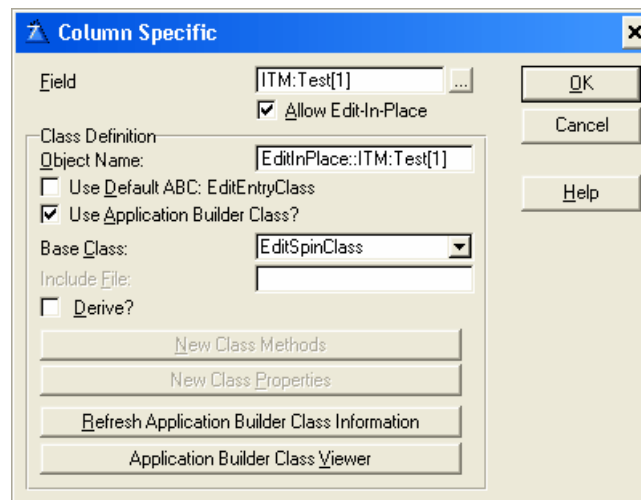 Column Specific
Field
ITM:Test[1]
...
OK
Allow Edit-In-Place
Cancel
Class Definition
Object Name:
EditInPlace::ITM:Test[1]
Use Default ABC: EditEntryClass
Help
Use Application Builder Class?
Base Class:
EditSpinClass
Include File:
Derive?
New Class Methods
New Class Properties
Refresh Application Builder Class Information
Application Builder Class Viewer